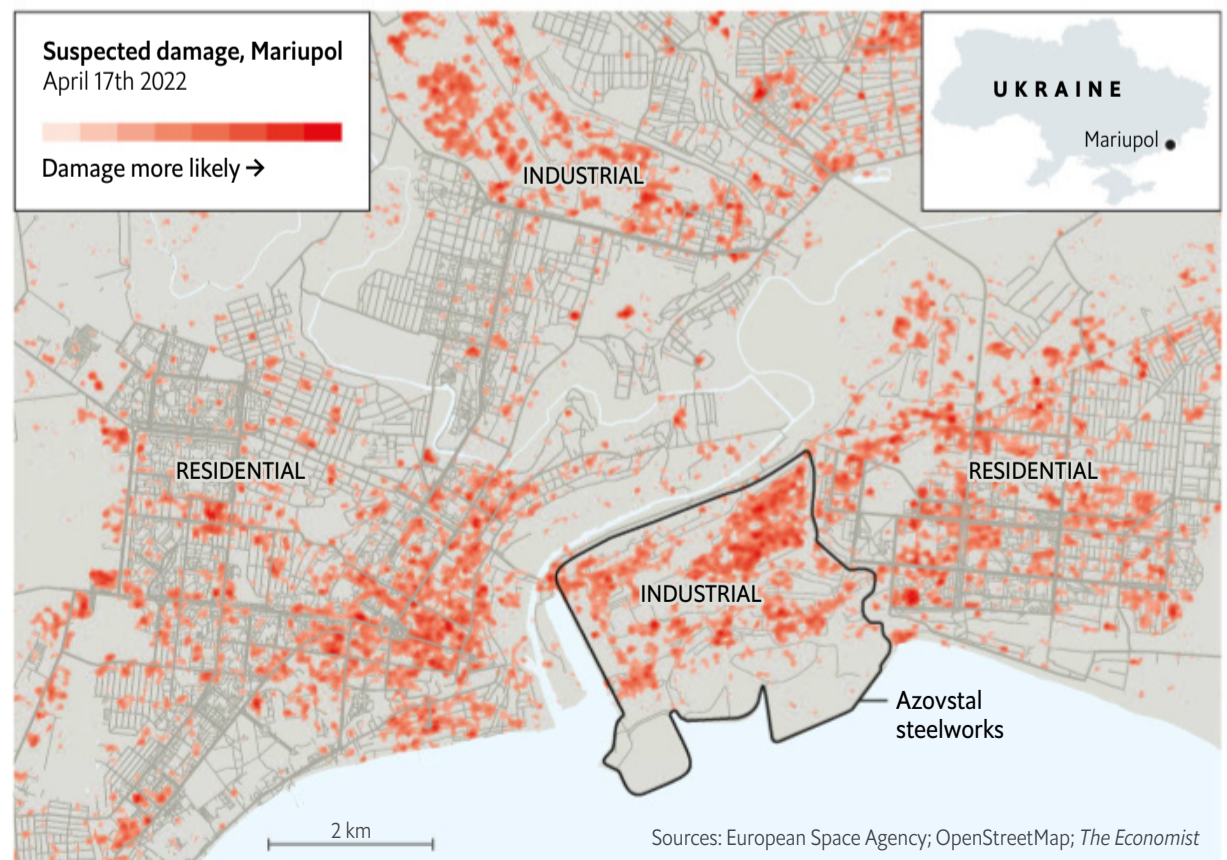 Suspected damage, Mariupol
April 17th 2022
Damage more likely →
UKRAINE
Mariupol
INDUSTRIAL
RESIDENTIAL
RESIDENTIAL
INDUSTRIAL
Azovstal
steelworks
2 km
Sources: European Space Agency; OpenStreetMap; The Economist